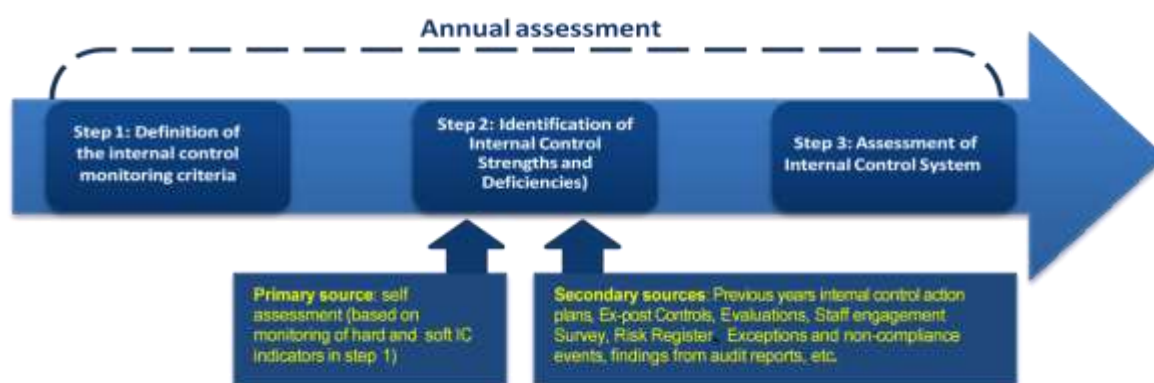 Annual assessment
Step 1: Definition of
the internal control
monitoring criteria
Step 2: Identification of
Internal Control
Strengths and
Deficiencies)
Step 3: Assessment of
Internal Control System
Primary source: self
assessment (based on
monitoring of hard and soft IC
indicators in step 1)
Secondary sources: Previous years internal control action
plans, Ex-post Controls, Evaluations, Staff engagement
Survey, Risk Register, Exceptions and non-compliance
events, findings from audit reports, etc.